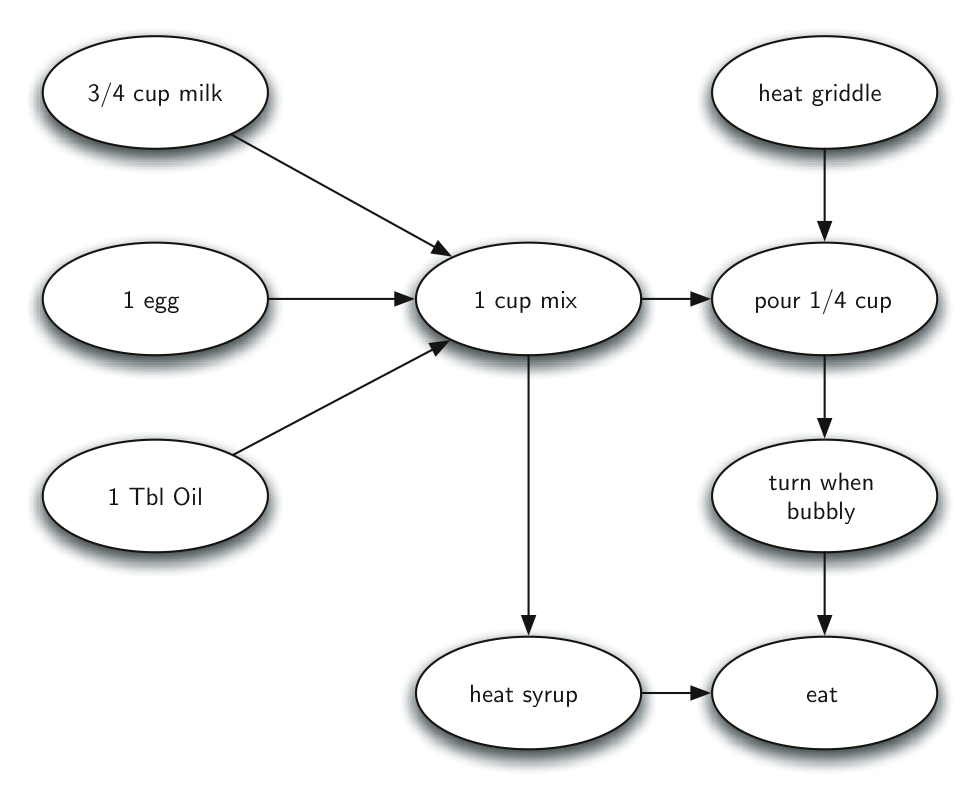 3/4 cup milk
heat griddle
1 egg
1 cup mix
pour 1/4 cup
1 Tbl Oil
turn when
bubbly
heat syrup
eat